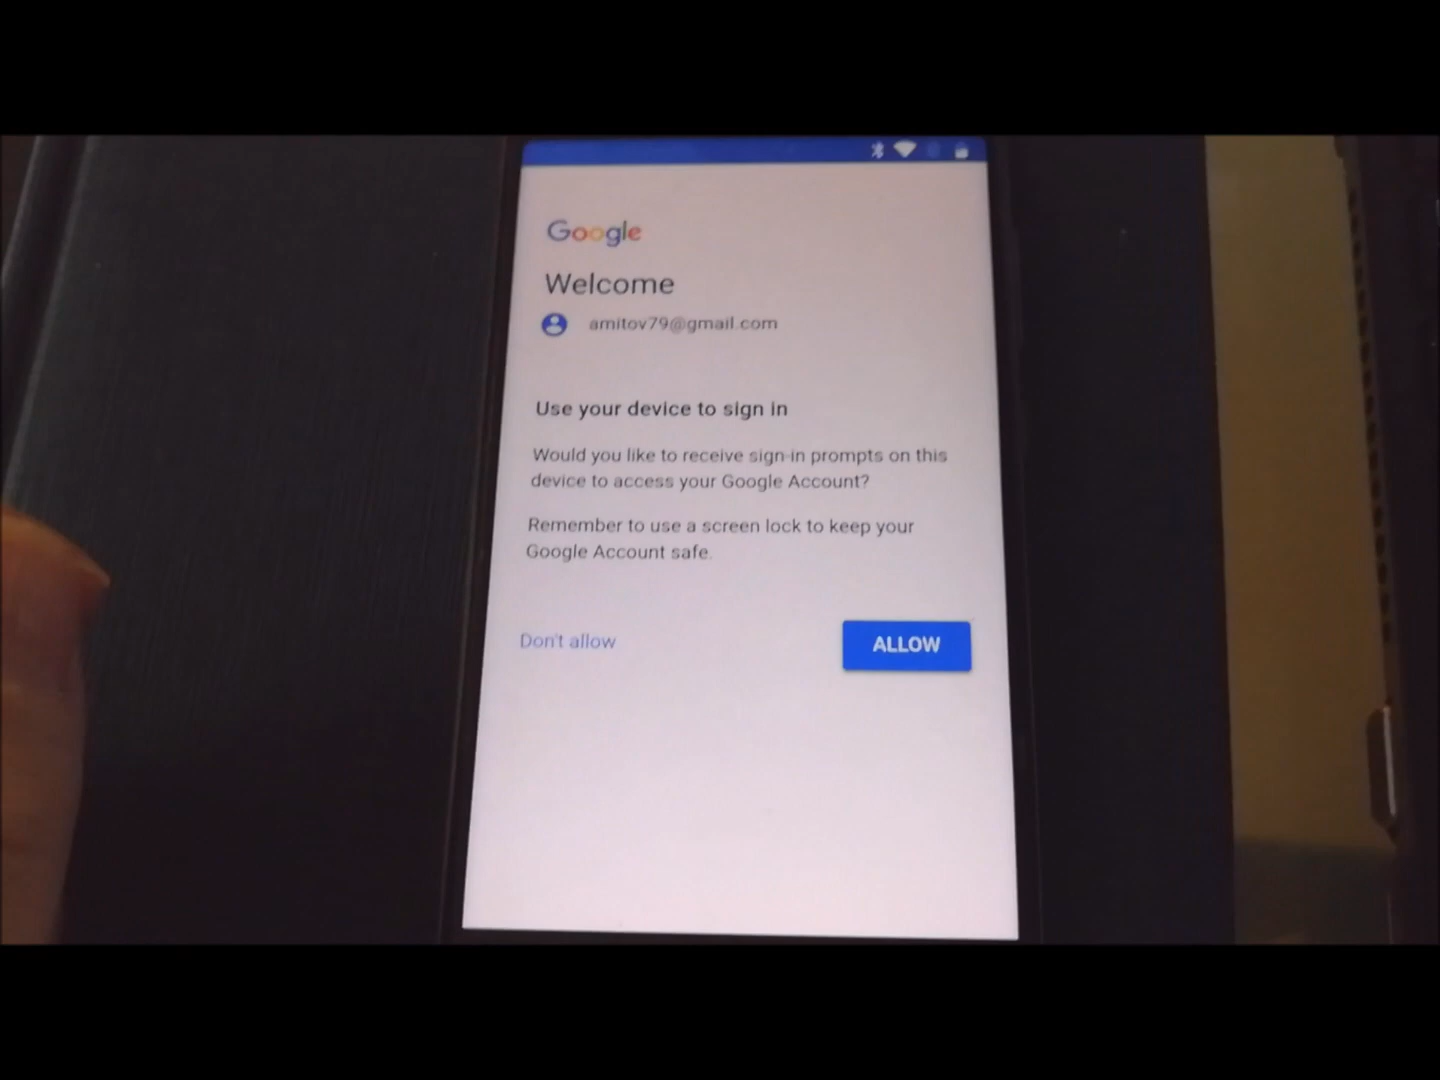 Google
Welcome
amitov79@gmail.com
Use your device to sign in
Would you like to receive sign-in prompts on this
device to access your Google Account?
Remember to use a screen lock to keep your
Google Account safe.
Don't allow
ALLOW